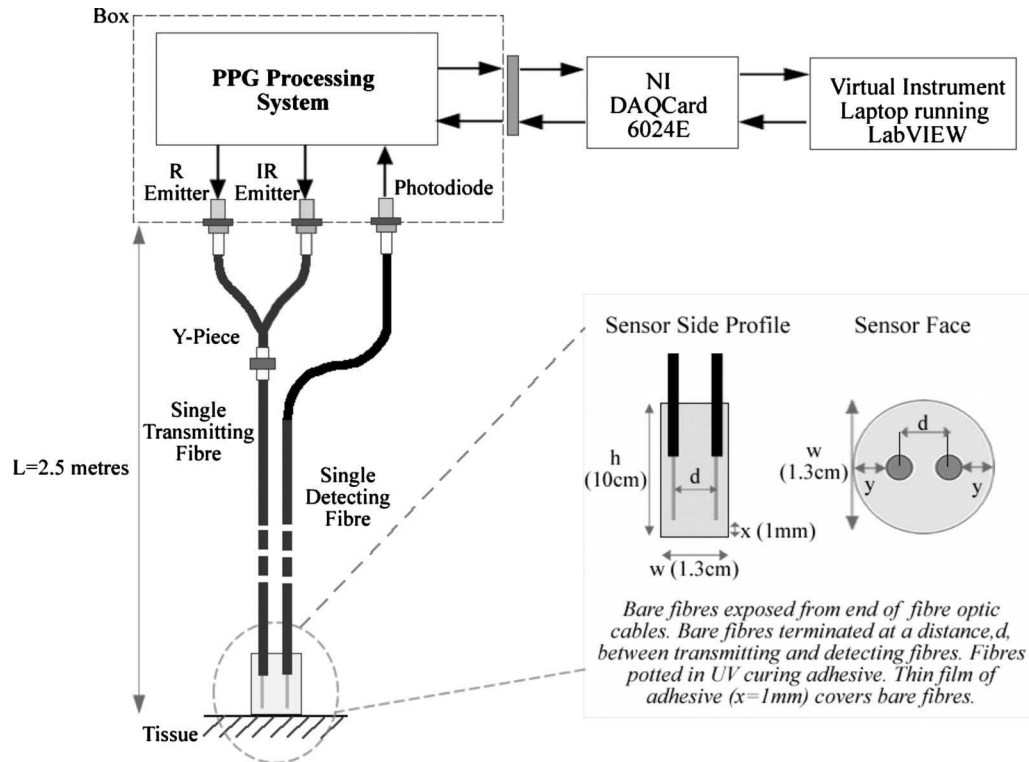 Box
PPG Processing
System
NI
DAQCard
6024E
Virtual Instrument
Laptop running
LabVIEW
R
Emitter
IR
Emitter
Photodiode
Y-Piece
Single
Transmitting
Fibre
L=2.5 metres
Single
Detecting
Fibre
Tissue
Sensor Side Profile
h
(10cm)
d
x (1mm)
w (1.3cm)
Sensor Face
w
(1.3cm)
d
y
y
Bare fibres exposed from end of fibre optic
cables. Bare fibres terminated at a distance,d,
between transmitting and detecting fibres. Fibres
potted in UV curing adhesive. Thin film of
adhesive (x=1mm) covers bare fibres.